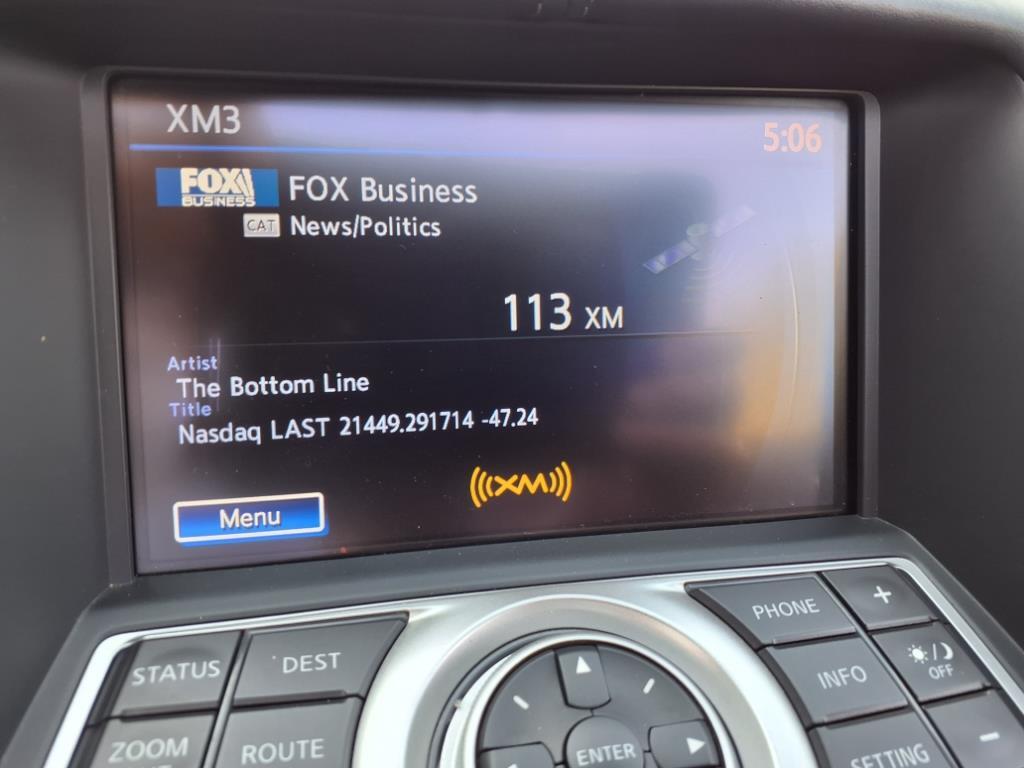 XM3
5:06
FOX
BUSINESS
FOX Business
CAT News/Politics
113 XM
Artist
The Bottom Line
Title
Nasdaq LAST 21449.291714 -47.24
((XM))
Menu
STATUS
DEST
PHONE
+
INFO
OFF
ZOOM
ROUTE
ENTER
SETTING
-